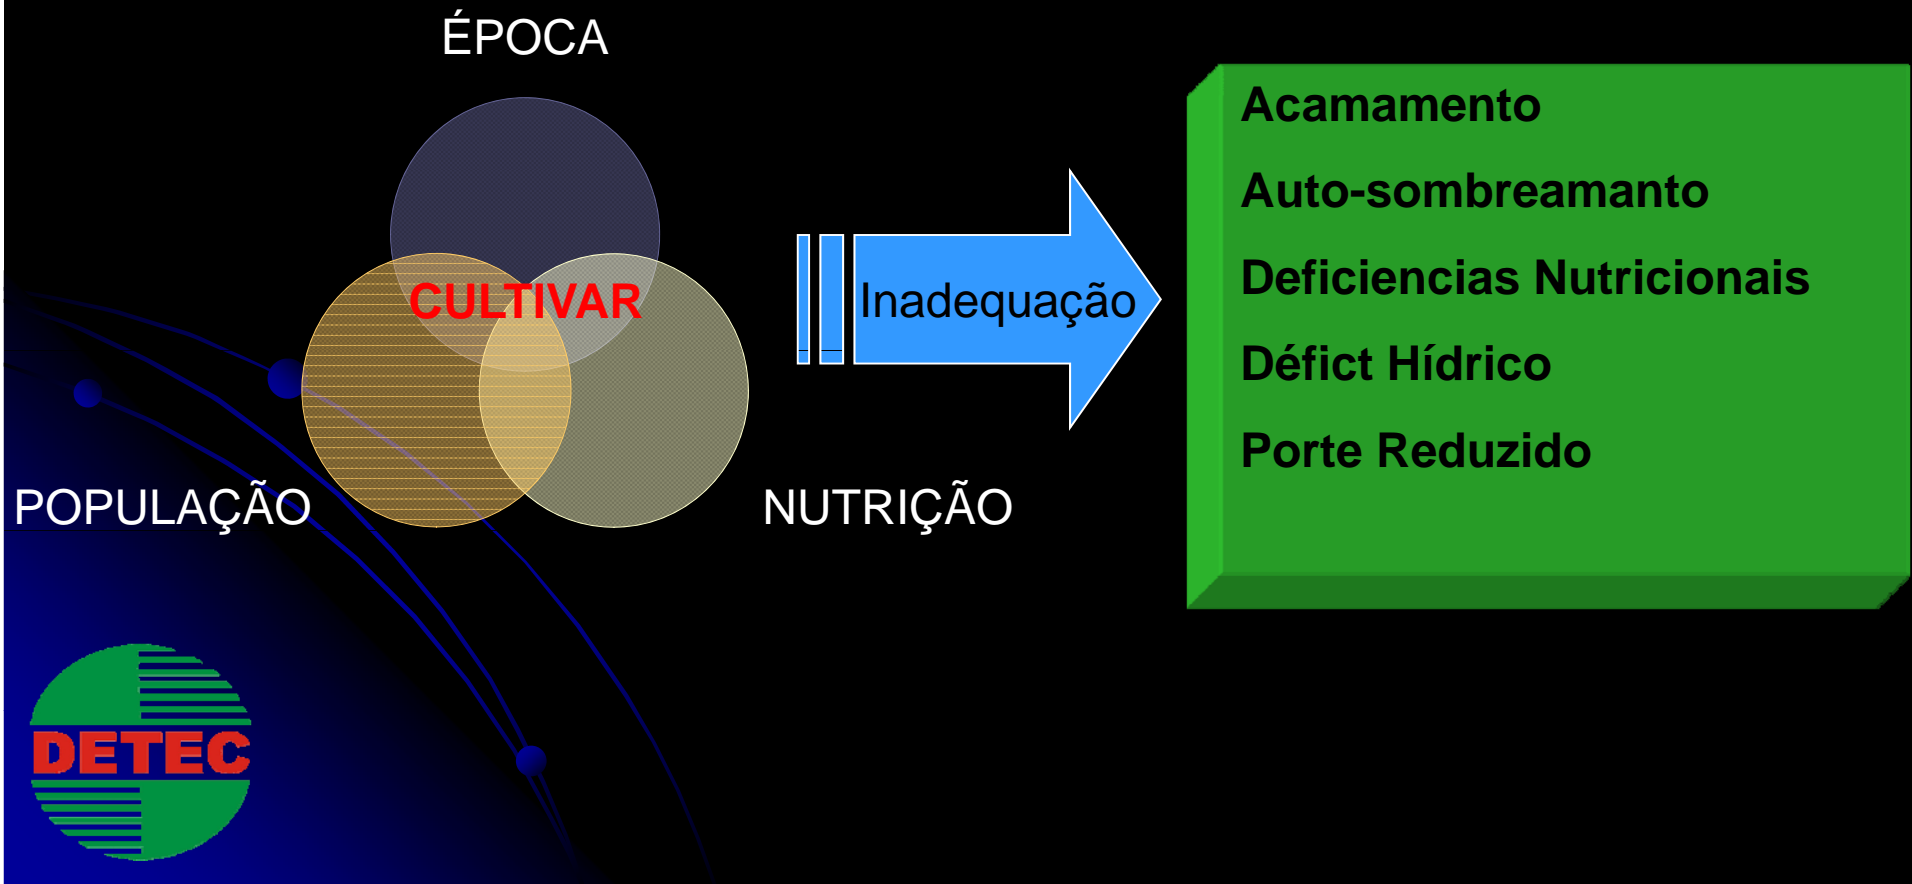 ÉPOCA
CULTIVAR
POPULAÇÃO
NUTRIÇÃO
Inadequação
Acamamento
Auto-sombreamanto
Deficiencias Nutricionais
Défict Hídrico
Porte Reduzido
DETEC